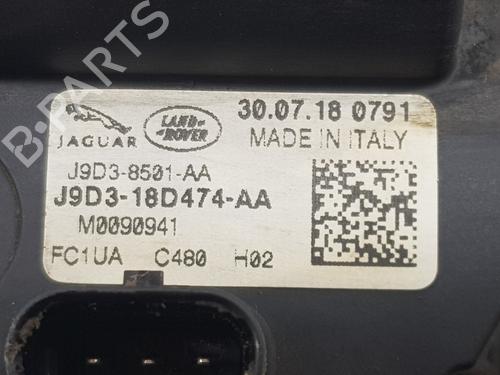 B-PARTS
JAGUAR
LAND-ROVER
30.07.18 0791
MADE IN ITALY
J9D3-8501-AA
J9D3-18D474-AA
M0090941
FC1UA C480 H02